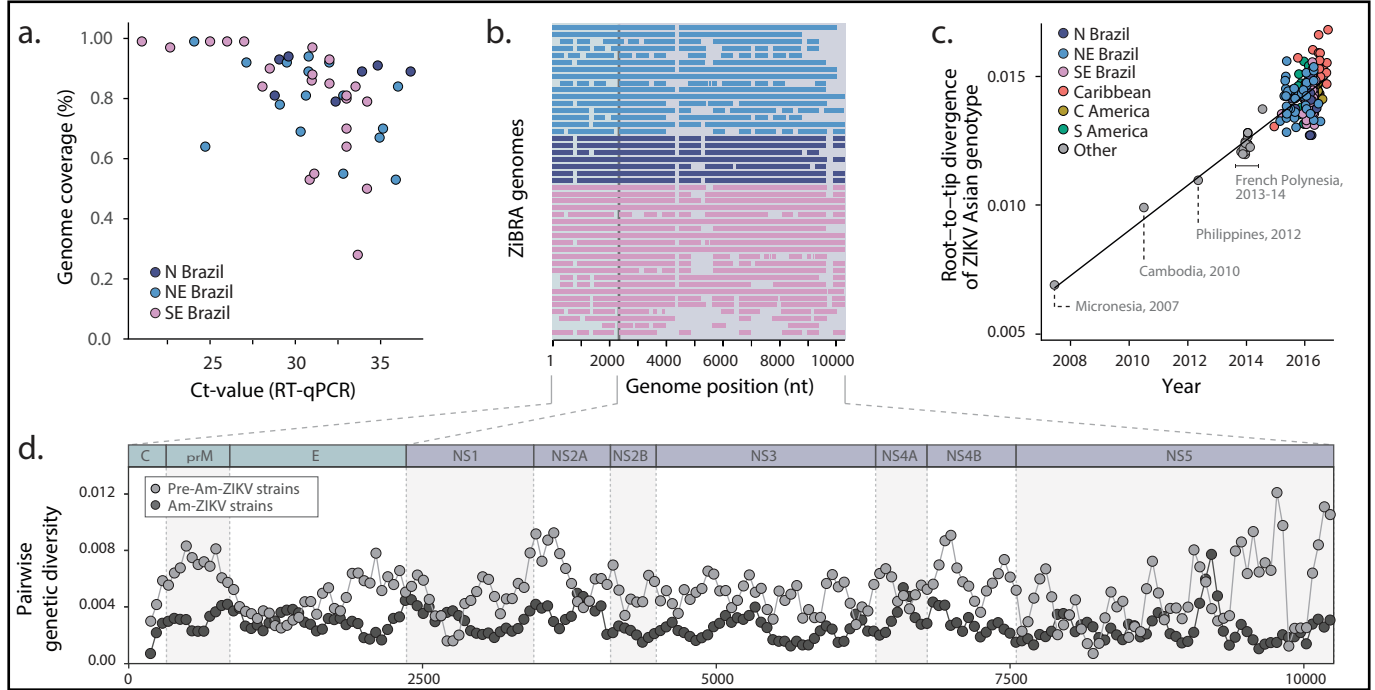 a.
Genome coverage (%)
1.00
0.8
0.6
0.4
0.2
0.0
N Brazil
NE Brazil
SE Brazil
25
30
35
Ct-value (RT-qPCR)
b.
ZiBRA genomes
1
2000
4000
6000
8000
10000
Genome position (nt)
c.
Root-to-tip divergence
of ZIKV Asian genotype
0.015
0.010
0.005
N Brazil
NE Brazil
SE Brazil
Caribbean
C America
S America
Other
French Polynesia,
2013-14
Philippines, 2012
Cambodia, 2010
Micronesia, 2007
2008
2010
2012
2014
2016
Year
d.
C
prM
E
NS1
NS2A
NS2B
NS3
NS4A
NS4B
NS5
Pairwise
genetic diversity
0.012
0.008
0.004
0.00
Pre-Am-ZIKV strains
Am-ZIKV strains
0
2500
5000
7500
10000